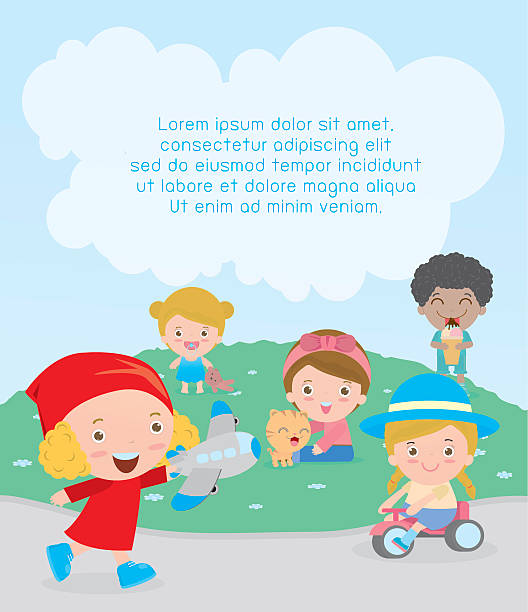 Lorem ipsum dolor sit amet,
consectetur adipiscing elit
sed do eiusmod tempor incididunt
ut labore et dolore magna aliqua
Ut enim ad minim veniam,